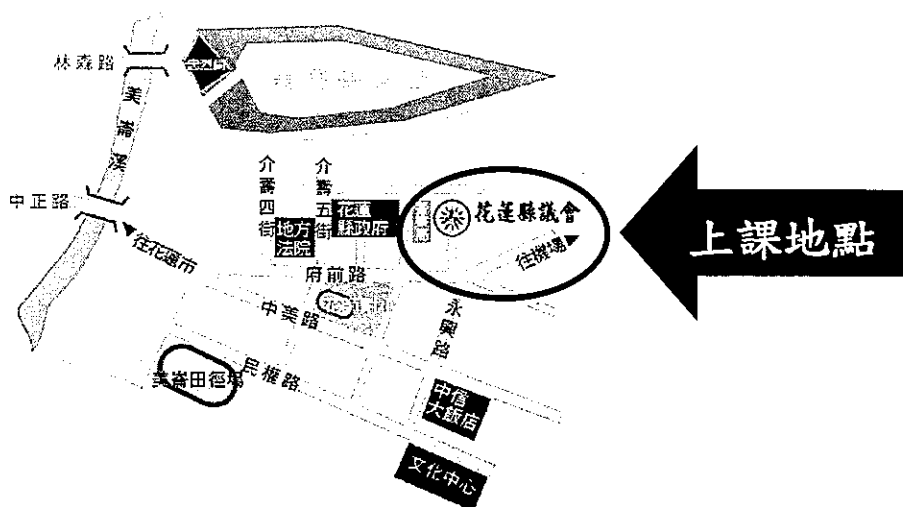 林森路
美崙溪
忠烈祠
中正路
往花蓮市
介壽四街
介壽五街
地方
法院
花蓮
縣政府
花蓮縣議會
往機場
上課地點
府前路
中美路
永興路
民權路
美崙田徑場
中信
大飯店
文化中心